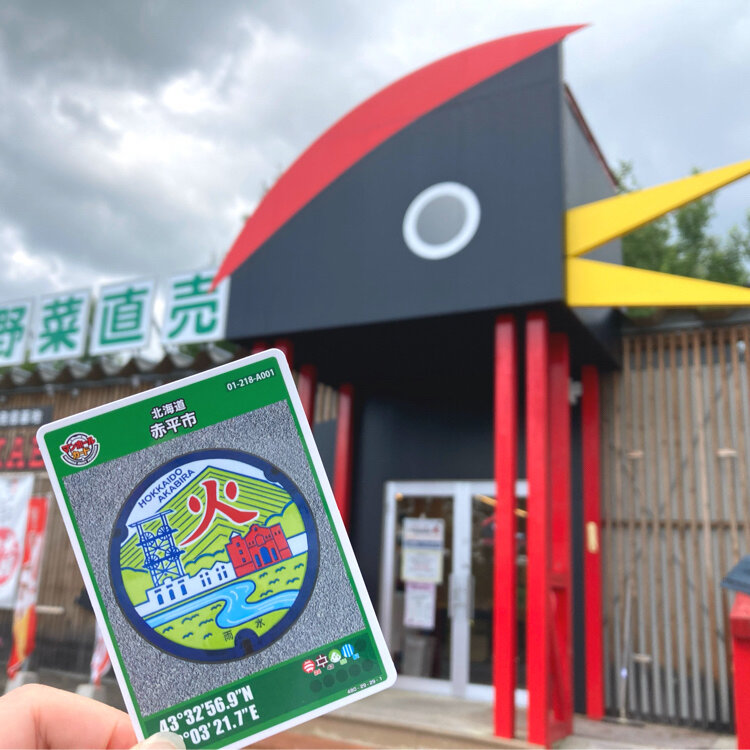 野菜直売
01-218-A001
北海道
赤平市
HOKKAIDO
AKABIRA
火
雨水
43°32'56.9"N
°03'21.7"E